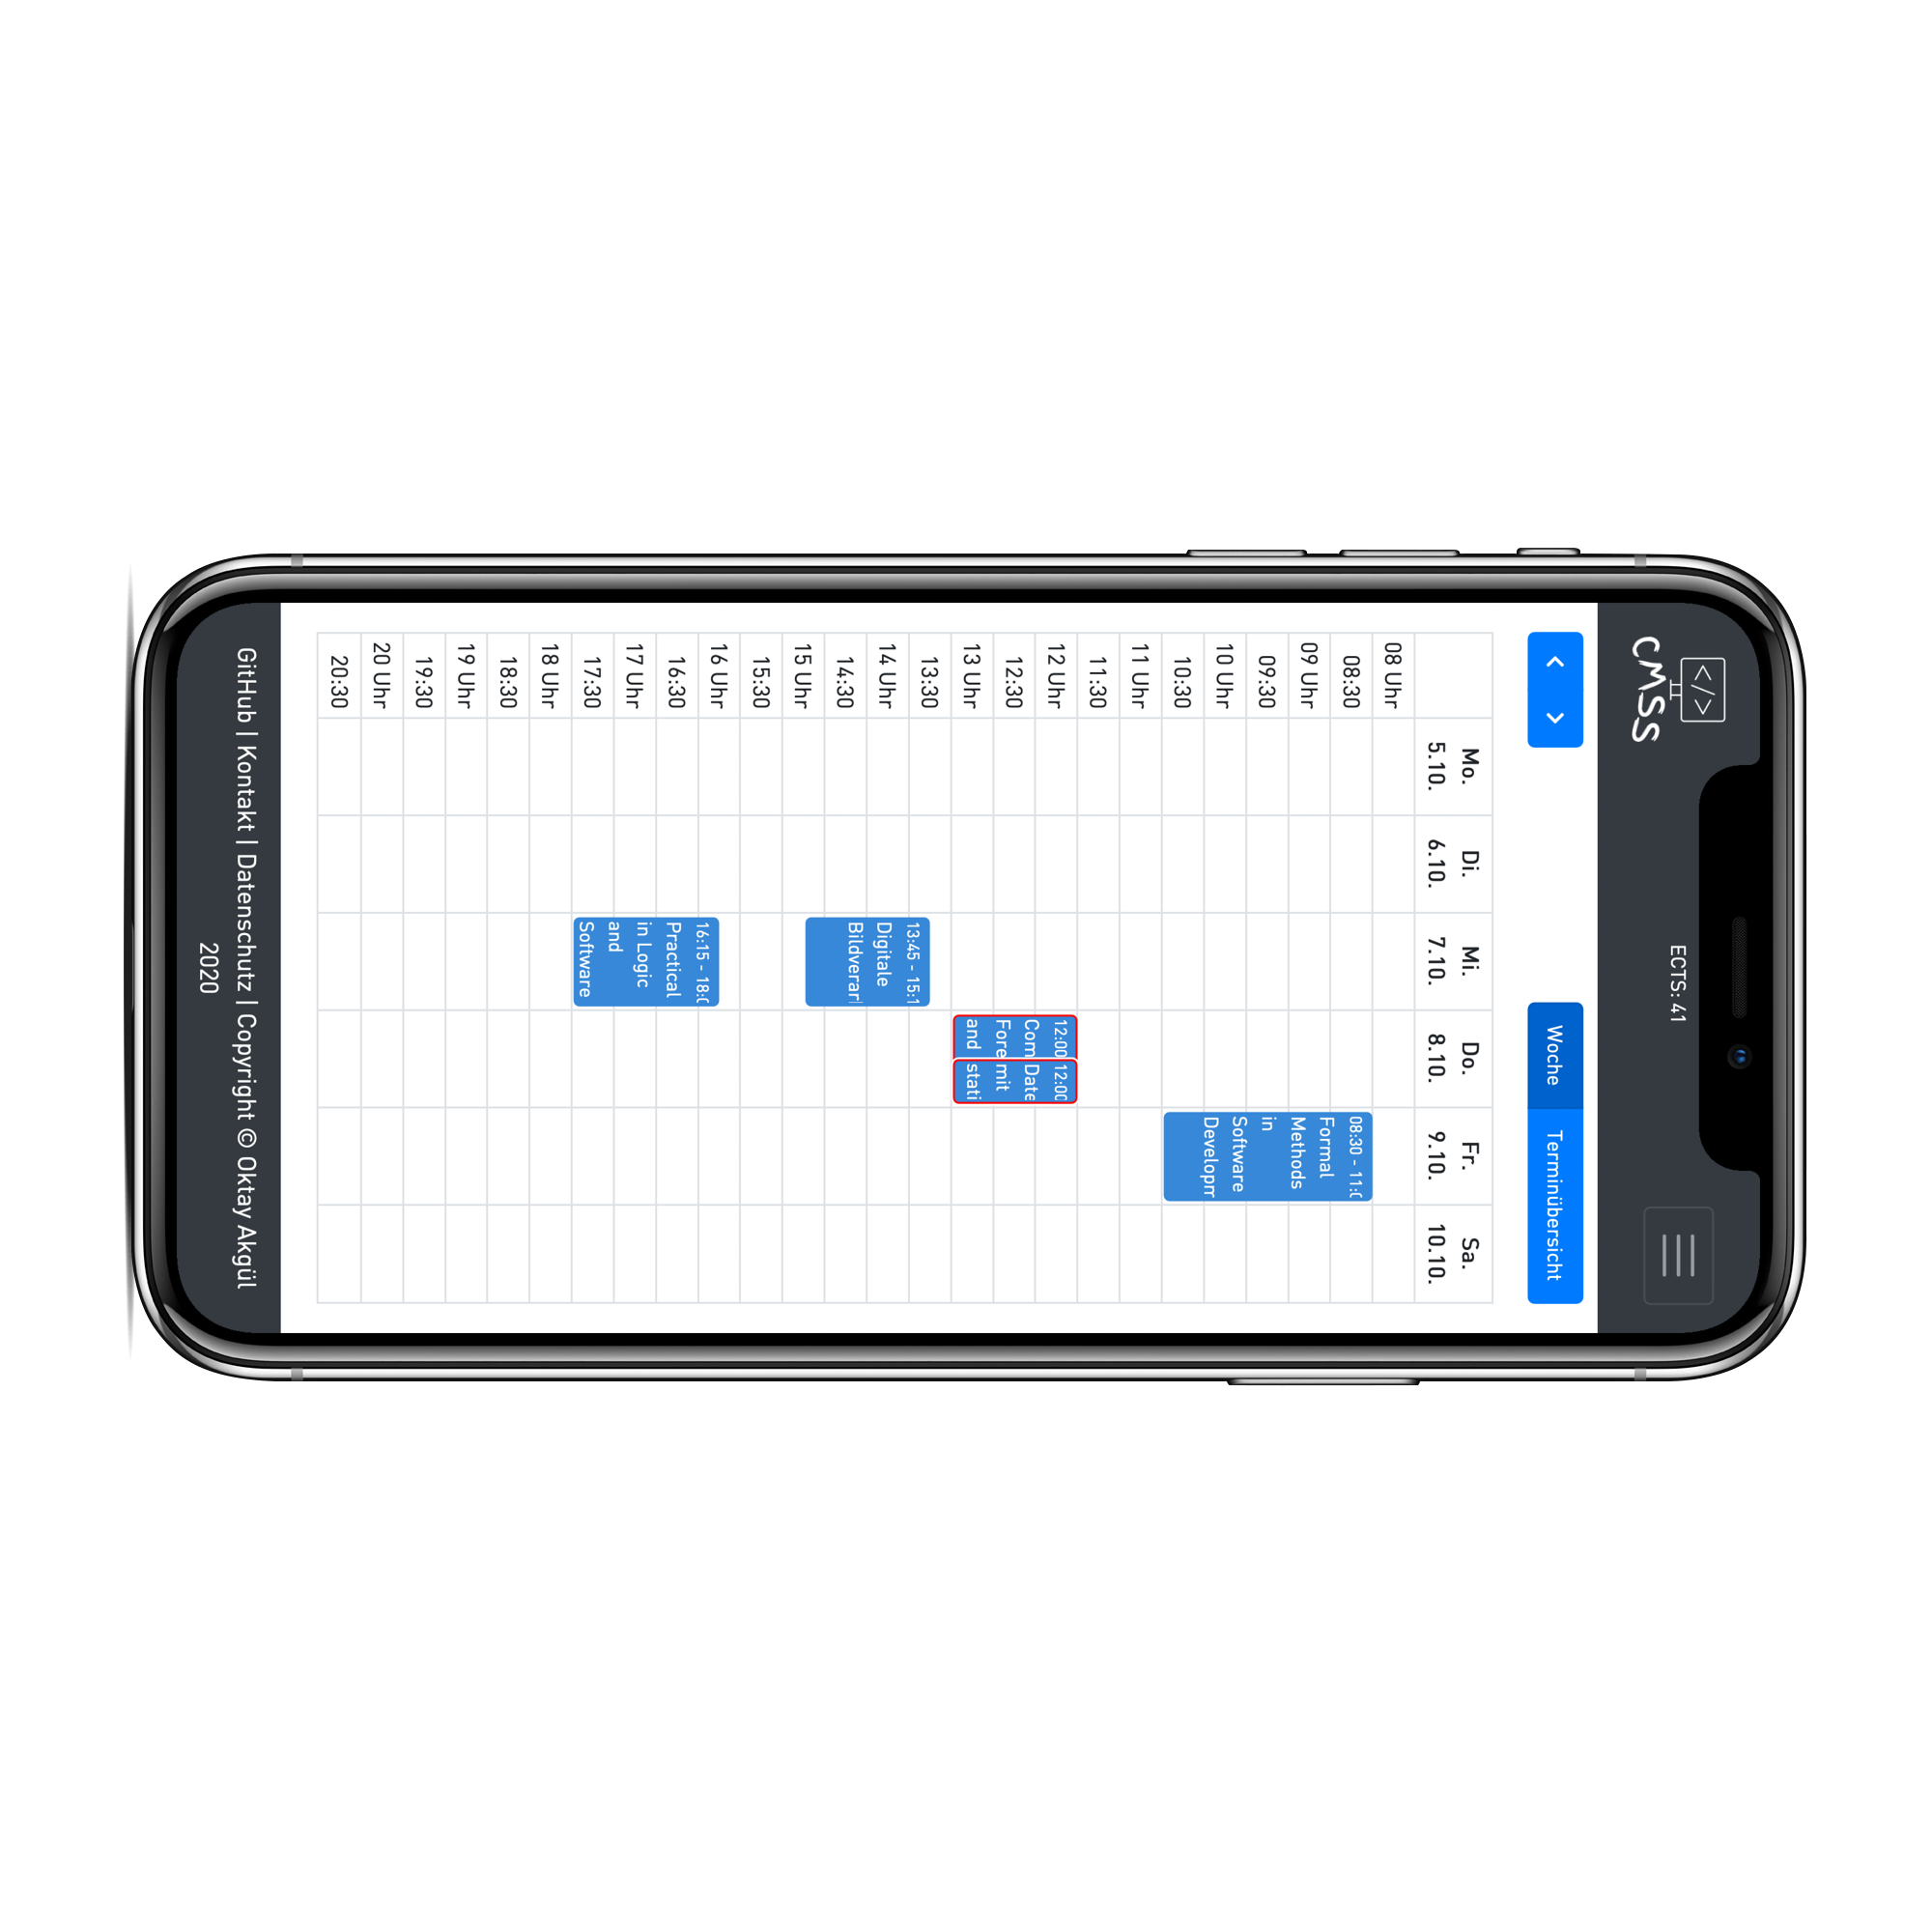 </>
CMSS
ECTS: 41
Woche
Terminübersicht
Mo.
5.10.
Di.
6.10.
Mi.
7.10.
Do.
8.10.
Fr.
9.10.
Sa.
10.10.
08 Uhr
08:30
09 Uhr
09:30
10 Uhr
10:30
11 Uhr
11:30
12 Uhr
12:30
13 Uhr
13:30
14 Uhr
14:30
15 Uhr
15:30
16 Uhr
16:30
17 Uhr
17:30
18 Uhr
18:30
19 Uhr
19:30
20 Uhr
20:30
13:45 - 15:1
Digitale
Bildverar
16:15 - 18:0
Practical
in Logic
and
Software
12:00
Com
Fore
and
12:00
Date
mit
stati
08:30 - 11:0
Formal
Methods
in
Software
Developm
GitHub | Kontakt | Datenschutz | Copyright © Oktay Akgül
2020